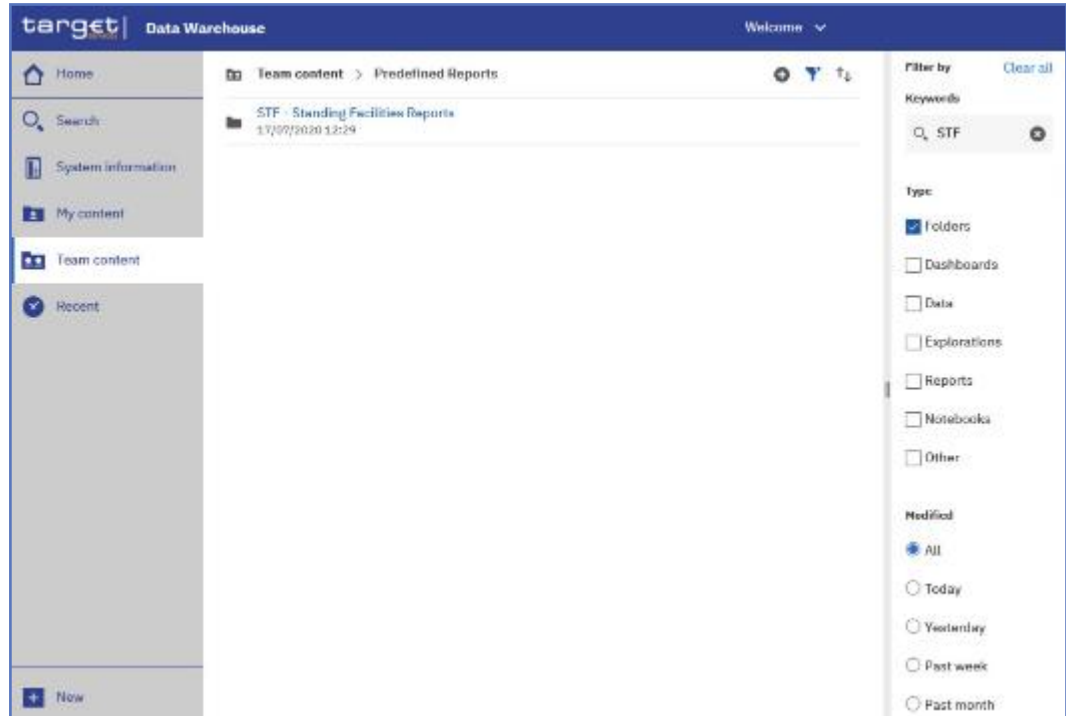 target| Data Warehouse
Welcome
Home
Search
System information
My content
Team content
Recent
New
Team content > Predefined Reports
STF - Standing Facilities Reports
17/07/2020 12:29
Filter by Clear all
Keywords
STF
Type
Folders
Dashboards
Data
Explorations
Reports
Notebooks
Other
Modified
All
Today
Yesterday
Past week
Past month